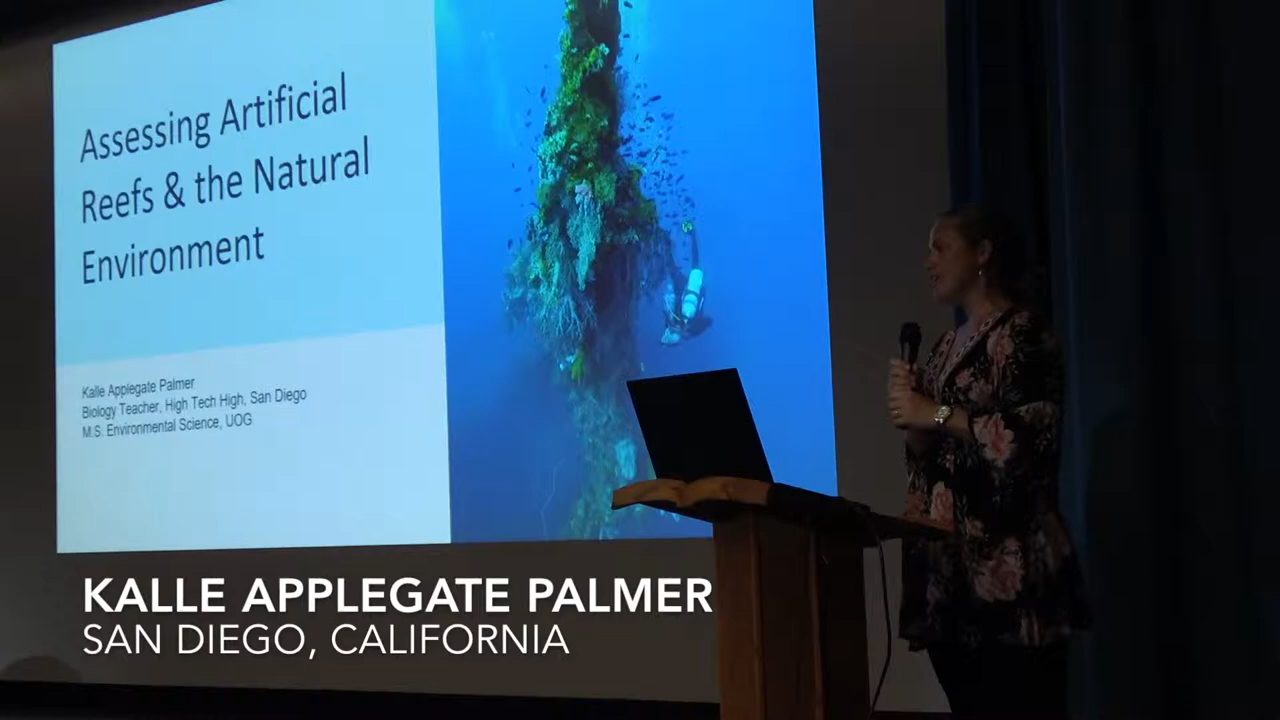 Assessing Artificial
Reefs & the Natural
Environment
Kalle Applegate Palmer
Biology Teacher, High Tech High, San Diego
M.S. Environmental Science, UOG
KALLE APPLEGATE PALMER
SAN DIEGO, CALIFORNIA